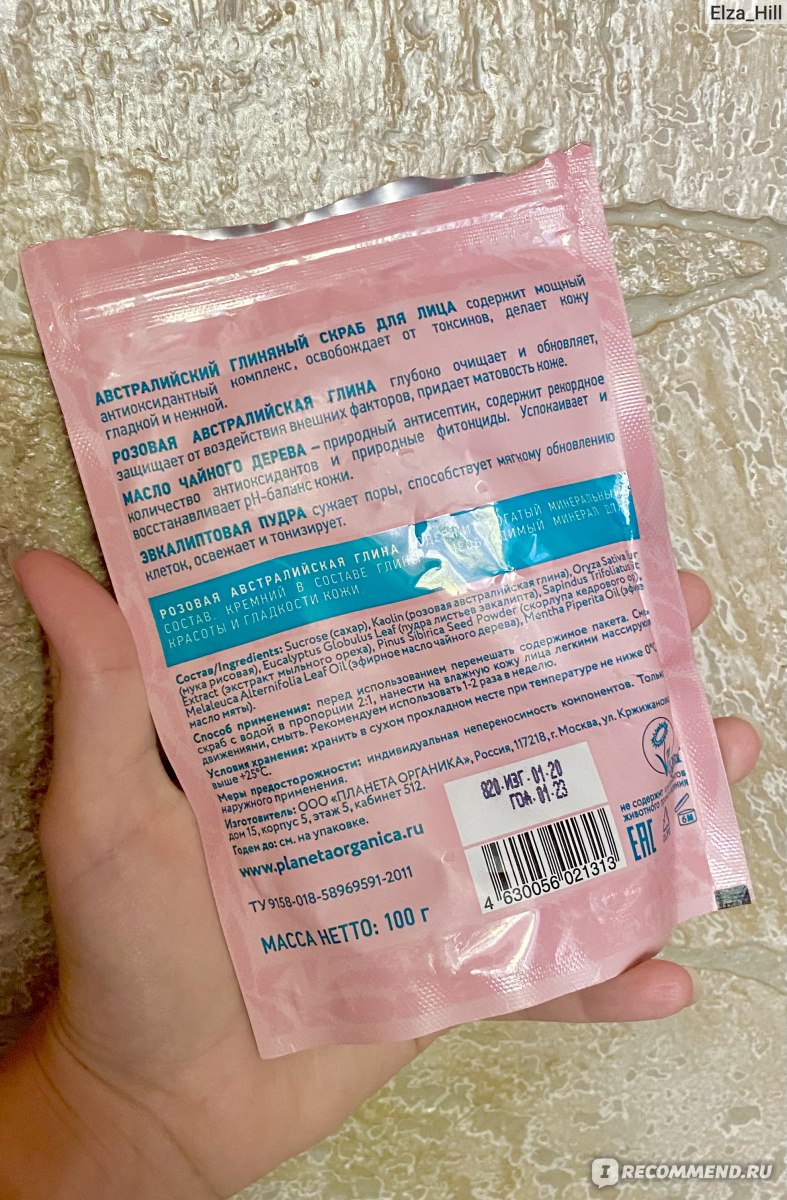 Elza_Hill
АВСТРАЛИЙСКИЙ ГЛИНЯНЫЙ СКРАБ ДЛЯ ЛИЦА содержит мощный
антиоксидантный комплекс, освобождает от токсинов, делает кожу
гладкой и нежной.
РОЗОВАЯ АВСТРАЛИЙСКАЯ ГЛИНА глубоко очищает и обновляет,
защищает от воздействия внешних факторов, придает матовость коже.
МАСЛО ЧАЙНОГО ДЕРЕВА – природный антисептик, содержит рекордное
количество антиоксидантов и природные фитонциды. Успокаивает и
восстанавливает pH-баланс кожи.
ЭВКАЛИПТОВАЯ ПУДРА сужает поры, способствует мягкому обновлению
клеток, освежает и тонизирует.
РОЗОВАЯ АВСТРАЛИЙСКАЯ ГЛИНА МИНЕРАЛЬНЫЙ
СОСТАВ. КРЕМНИЙ В СОСТАВЕ МИНЕРАЛ ДЛЯ
КРАСОТЫ И ГЛАДКОСТИ КОЖИ.
Состав/Ingredients: Sucrose (сахар), Kaolin (розовая австралийская глина), Oryza Sativa
(мука рисовая), Eucalyptus Globulus Leaf (пудра листьев эвкалипта), Sapindus Trifoliatus
Extract (экстракт мыльного ореха), Pinus Sibirica Seed Powder (скорлупа кедрового
Melaleuca Alternifolia Leaf Oil (эфирное масло чайного дерева), Mentha Piperita Oil
масло мяты).
Способ применения: перед использованием перемешать содержимое пакета.
скраб с водой в пропорции 2:1, нанести на влажную кожу лица легкими
движениями, смыть. Рекомендуем использовать 1-2 раза в неделю.
Условия хранения: хранить в сухом прохладном месте при температуре не ниже 0°
выше +25°С.
Меры предосторожности: индивидуальная непереносимость компонентов. Только
наружного применения.
Изготовитель: ООО «ПЛАНЕТА ОРГАНИКА», Россия, 117218, г. Москва, ул. Кржижановс
дом 15, корпус 5, этаж 5, кабинет 512.
Годен до: см. на упаковке.
www.planetaorganica.ru
820 ИЗГ 01 20
ГОД 01 23
4 630056 021313
не содержит
животного
EAC
6М
ТУ 9158-018-58969591-2011
МАССА НЕТТО: 100 г
IRECOMMEND.RU